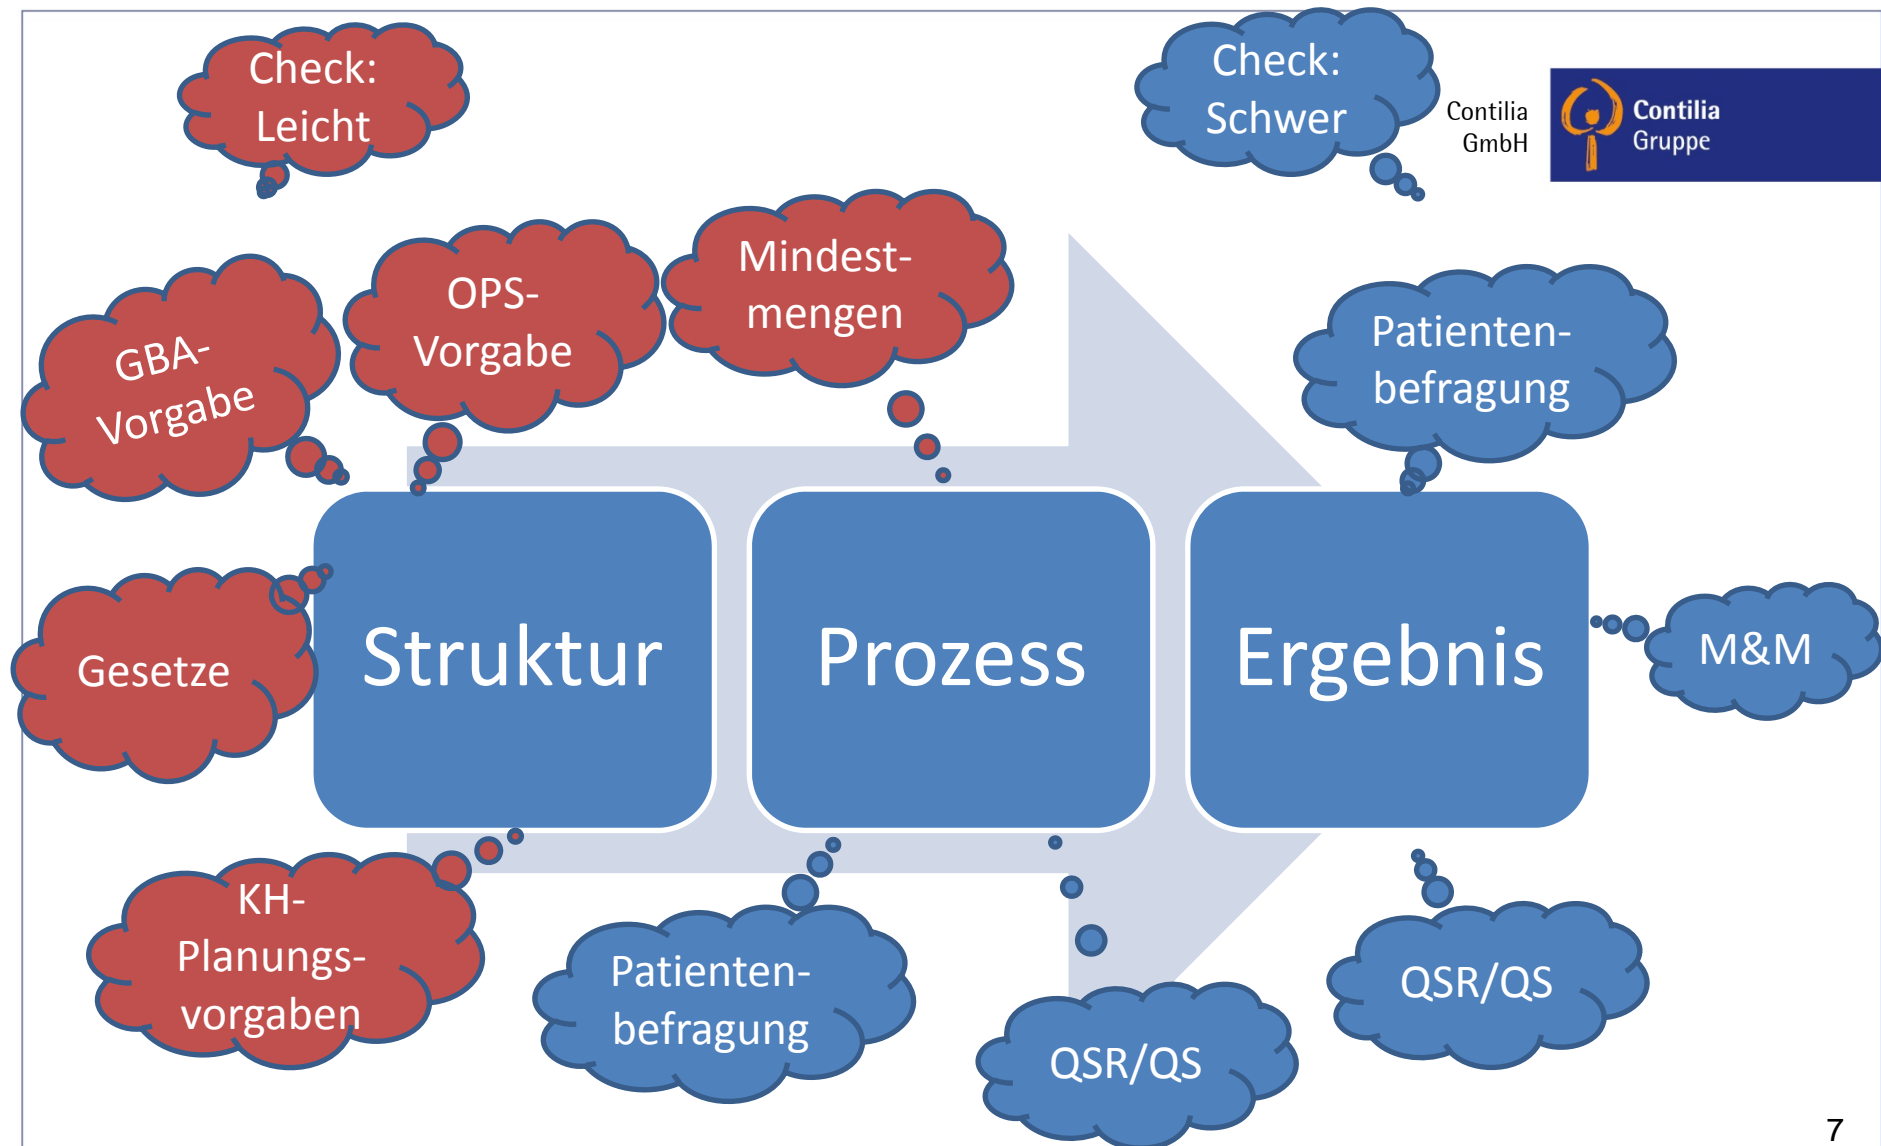 Check:
Leicht
Check:
Schwer
Contilia
GmbH
Contilia
Gruppe
GBA-
Vorgabe
OPS-
Vorgabe
Mindest-
mengen
Patienten-
befragung
Gesetze
Struktur
Prozess
Ergebnis
M&M
KH-
Planungs-
vorgaben
Patienten-
befragung
QSR/QS
QSR/QS
7